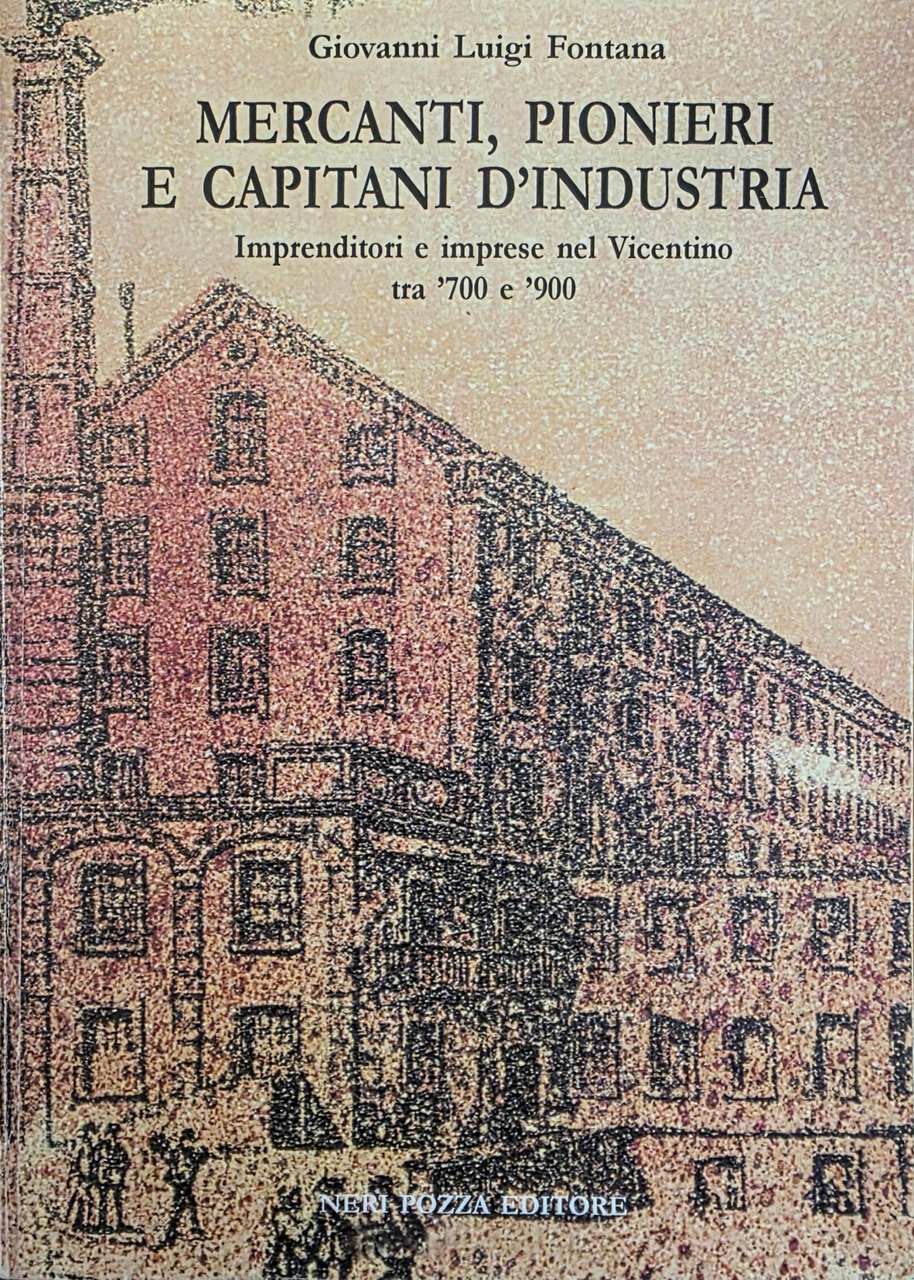 Giovanni Luigi Fontana
MERCANTI, PIONIERI
E CAPITANI D'INDUSTRIA
Imprenditori e imprese nel Vicentino
tra '700 e '900
NERI POZZA EDITORE